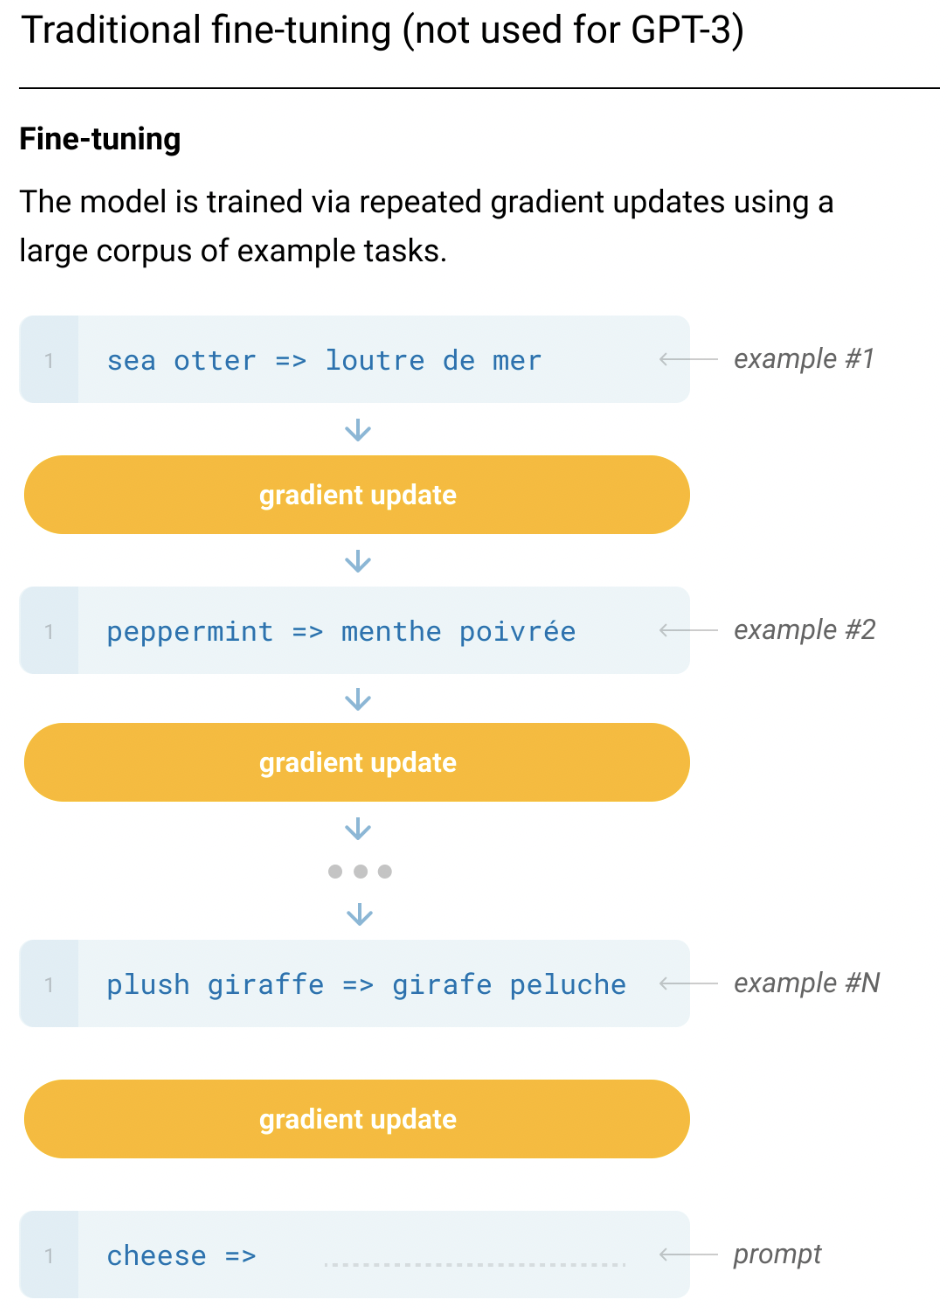 Traditional fine-tuning (not used for GPT-3)
Fine-tuning
The model is trained via repeated gradient updates using a
large corpus of example tasks.
1 sea otter => loutre de mer example #1
gradient update
1 peppermint => menthe poivrée example #2
gradient update
1 plush giraffe => girafe peluche example #N
gradient update
1 cheese => prompt